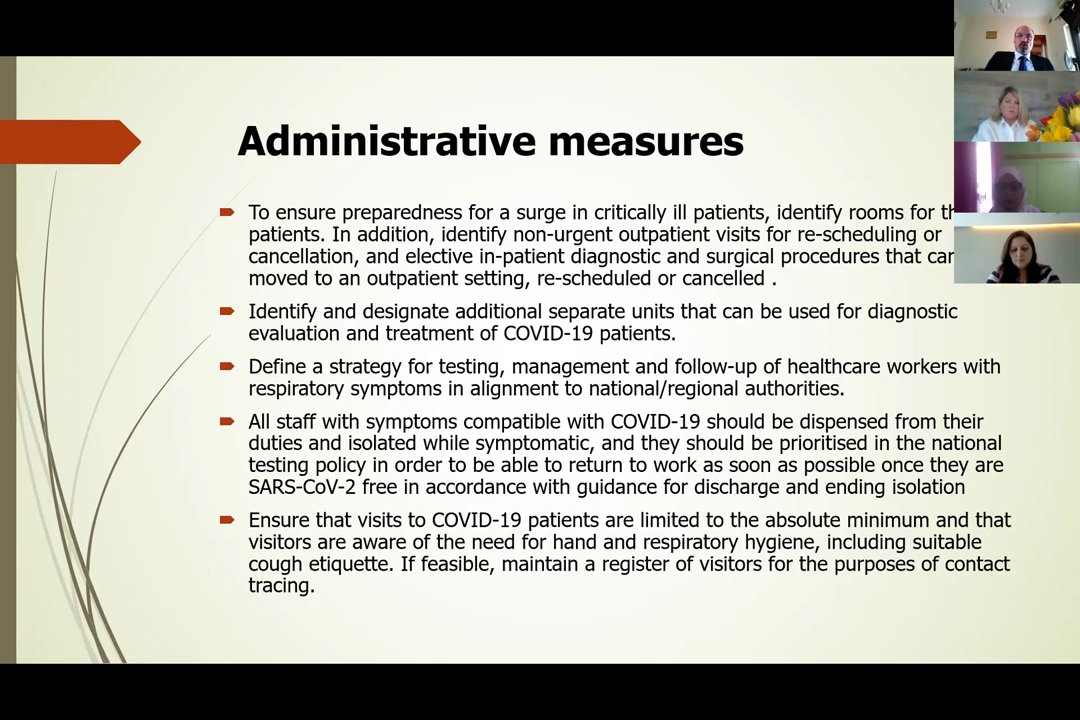 Administrative measures
To ensure preparedness for a surge in critically ill patients, identify rooms for
patients. In addition, identify non-urgent outpatient visits for re-scheduling or
cancellation, and elective in-patient diagnostic and surgical procedures that can
moved to an outpatient setting, re-scheduled or cancelled .
Identify and designate additional separate units that can be used for diagnostic
evaluation and treatment of COVID-19 patients.
Define a strategy for testing, management and follow-up of healthcare workers with
respiratory symptoms in alignment to national/regional authorities.
All staff with symptoms compatible with COVID-19 should be dispensed from their
duties and isolated while symptomatic, and they should be prioritised in the national
testing policy in order to be able to return to work as soon as possible once they are
SARS-CoV-2 free in accordance with guidance for discharge and ending isolation
Ensure that visits to COVID-19 patients are limited to the absolute minimum and that
visitors are aware of the need for hand and respiratory hygiene, including suitable
cough etiquette. If feasible, maintain a register of visitors for the purposes of contact
tracing.